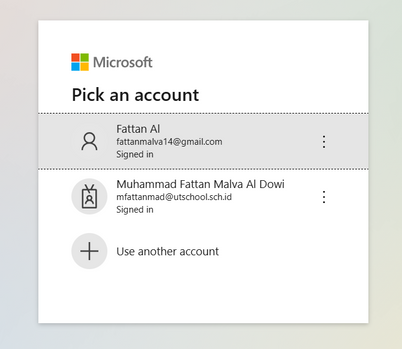 Microsoft
Pick an account
Fattan Al
fattanmalva14@gmail.com
Signed in
Muhammad Fattan Malva Al Dowi
mfattanmad@utschool.sch.id
Signed in
Use another account